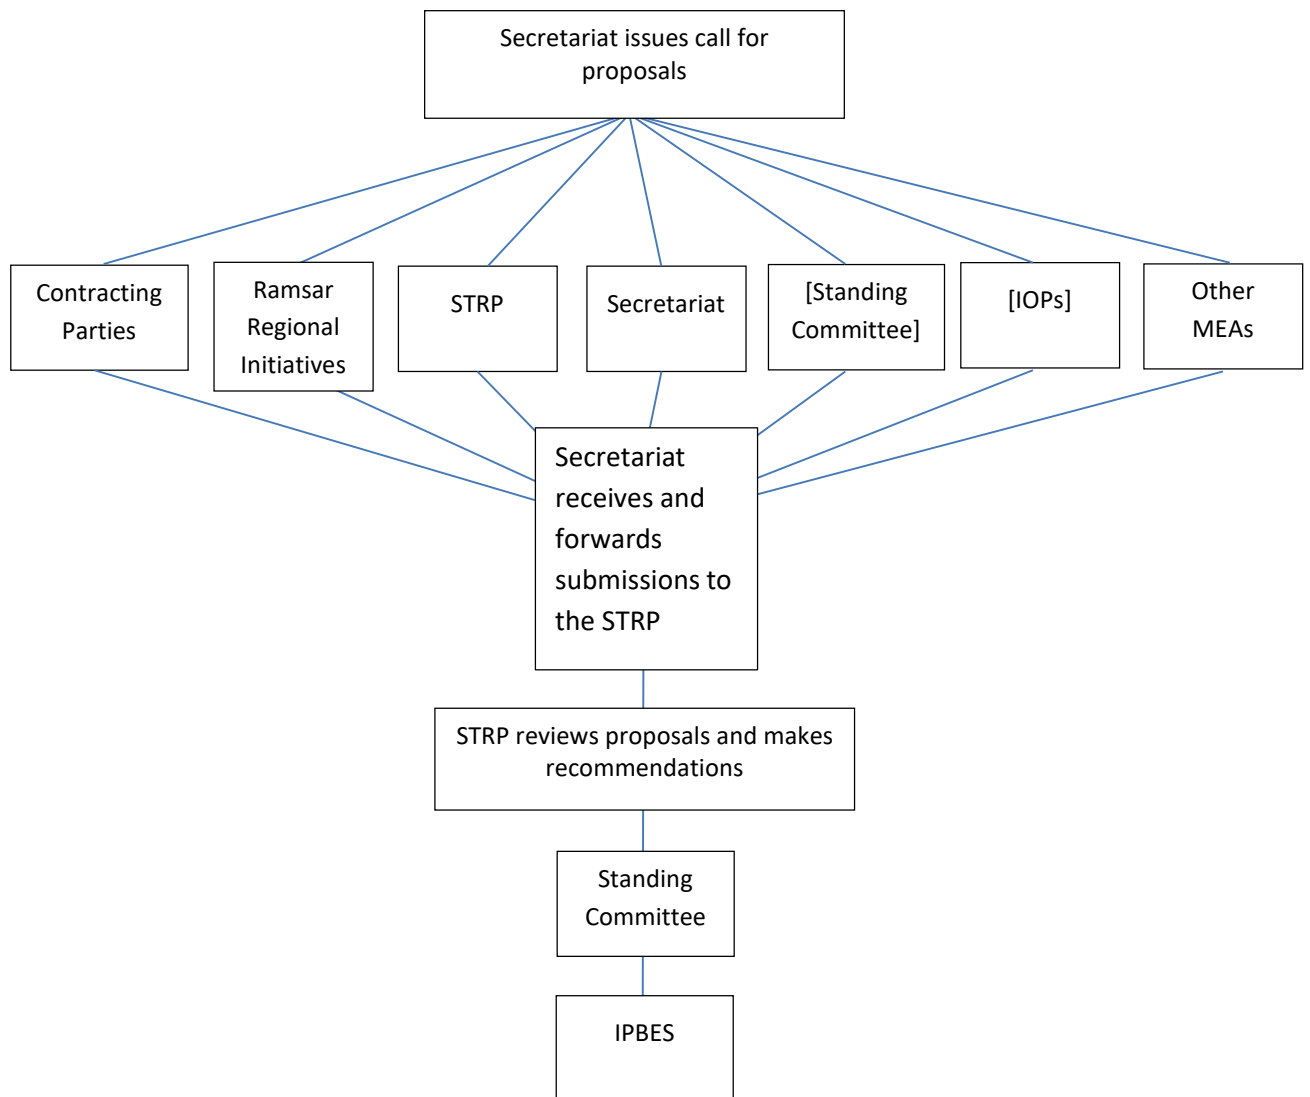 Secretariat issues call for
proposals
Contracting
Parties
Ramsar
Regional
Initiatives
STRP
Secretariat
[Standing
Committee]
[IOPs]
Other
MEAs
Secretariat
receives and
forwards
submissions to
the STRP
STRP reviews proposals and makes
recommendations
Standing
Committee
IPBES